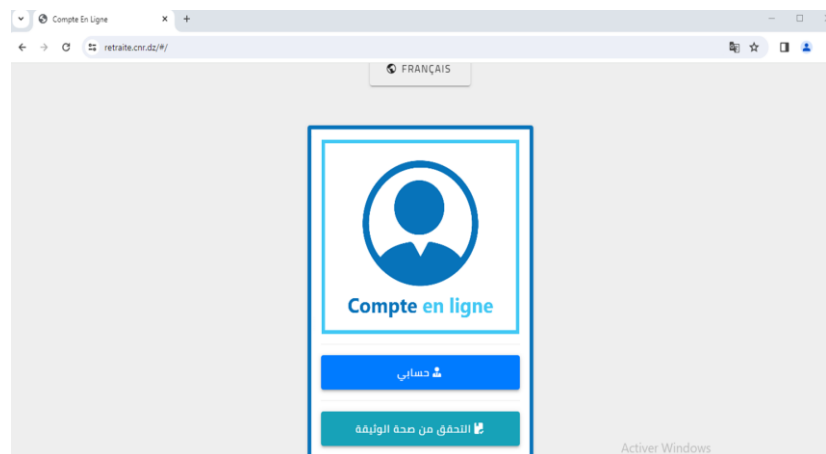 Compte En Ligne
retraite.cnr.dz/#/
FRANÇAIS
Compte en ligne
حسابي
التحقق من صحة الوثيقة
Activer Windows